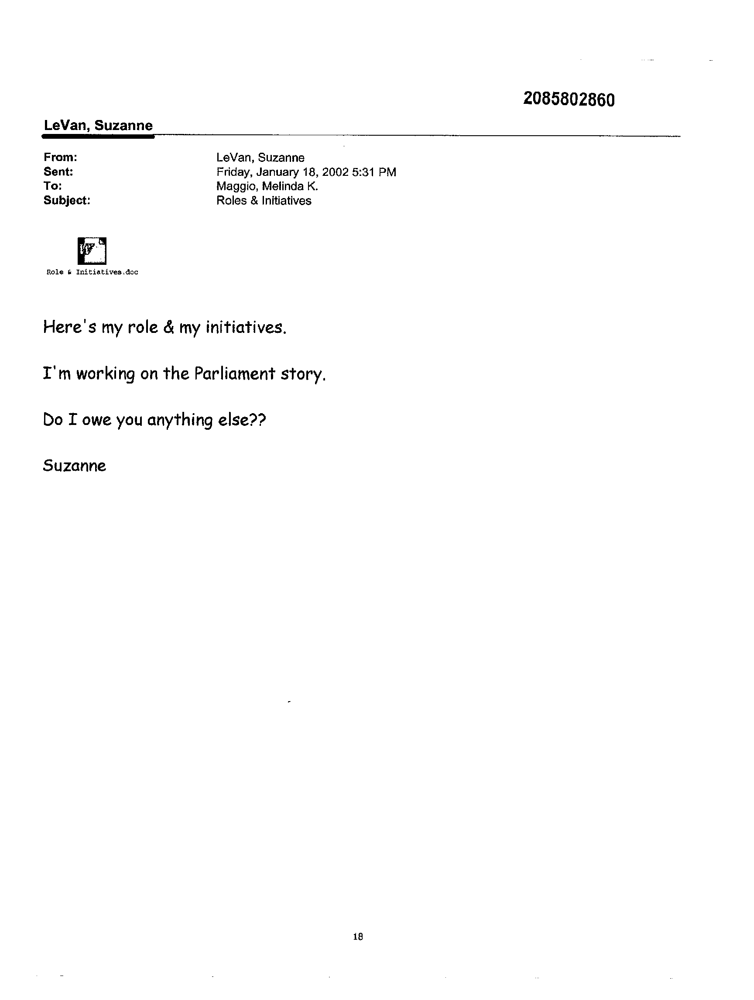 2085802860
LeVan, Suzanne
From: LeVan, Suzanne
Sent: Friday, January 18, 2002 5:31 PM
To: Maggio, Melinda K.
Subject: Roles & Initiatives
W
Role & Initiatives.doc
Here's my role & my initiatives.
I'm working on the Parliament story.
Do I owe you anything else??
Suzanne
18